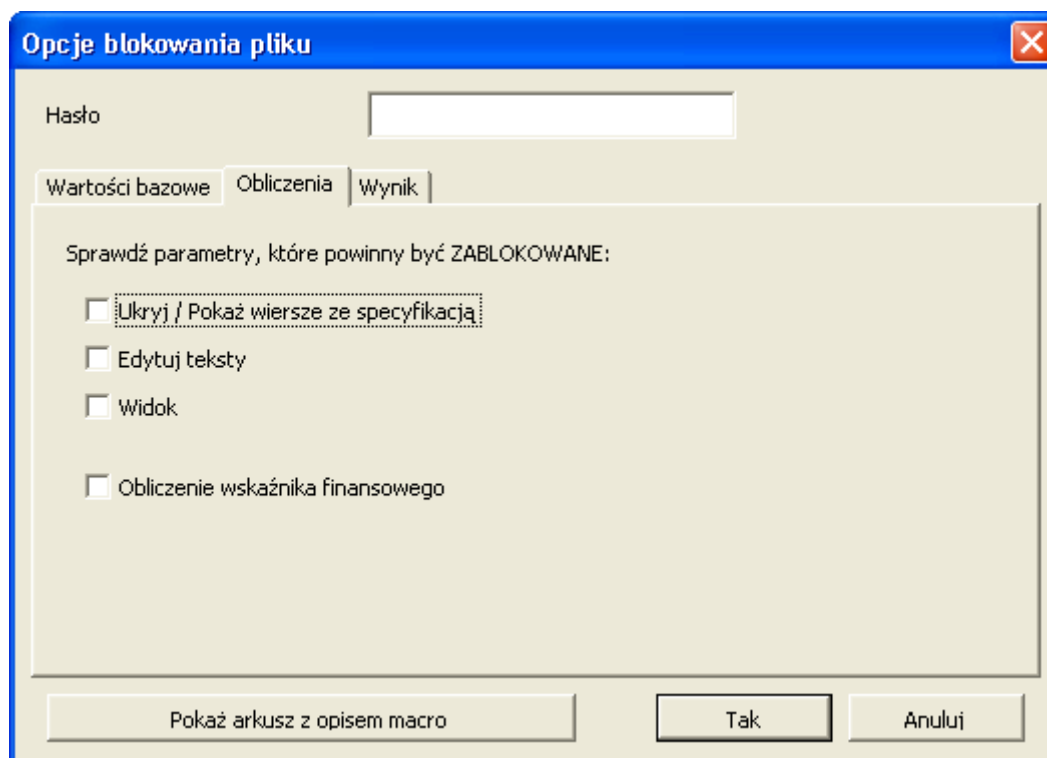 Opcje blokowania pliku
Hasło
Wartości bazowe Obliczenia Wynik
Sprawdź parametry, które powinny być ZABLOKOWANE:
Ukryj / Pokaż wiersze ze specyfikacją
Edytuj teksty
Widok
Obliczenie wskaźnika finansowego
Pokaż arkusz z opisem macro Tak Anuluj